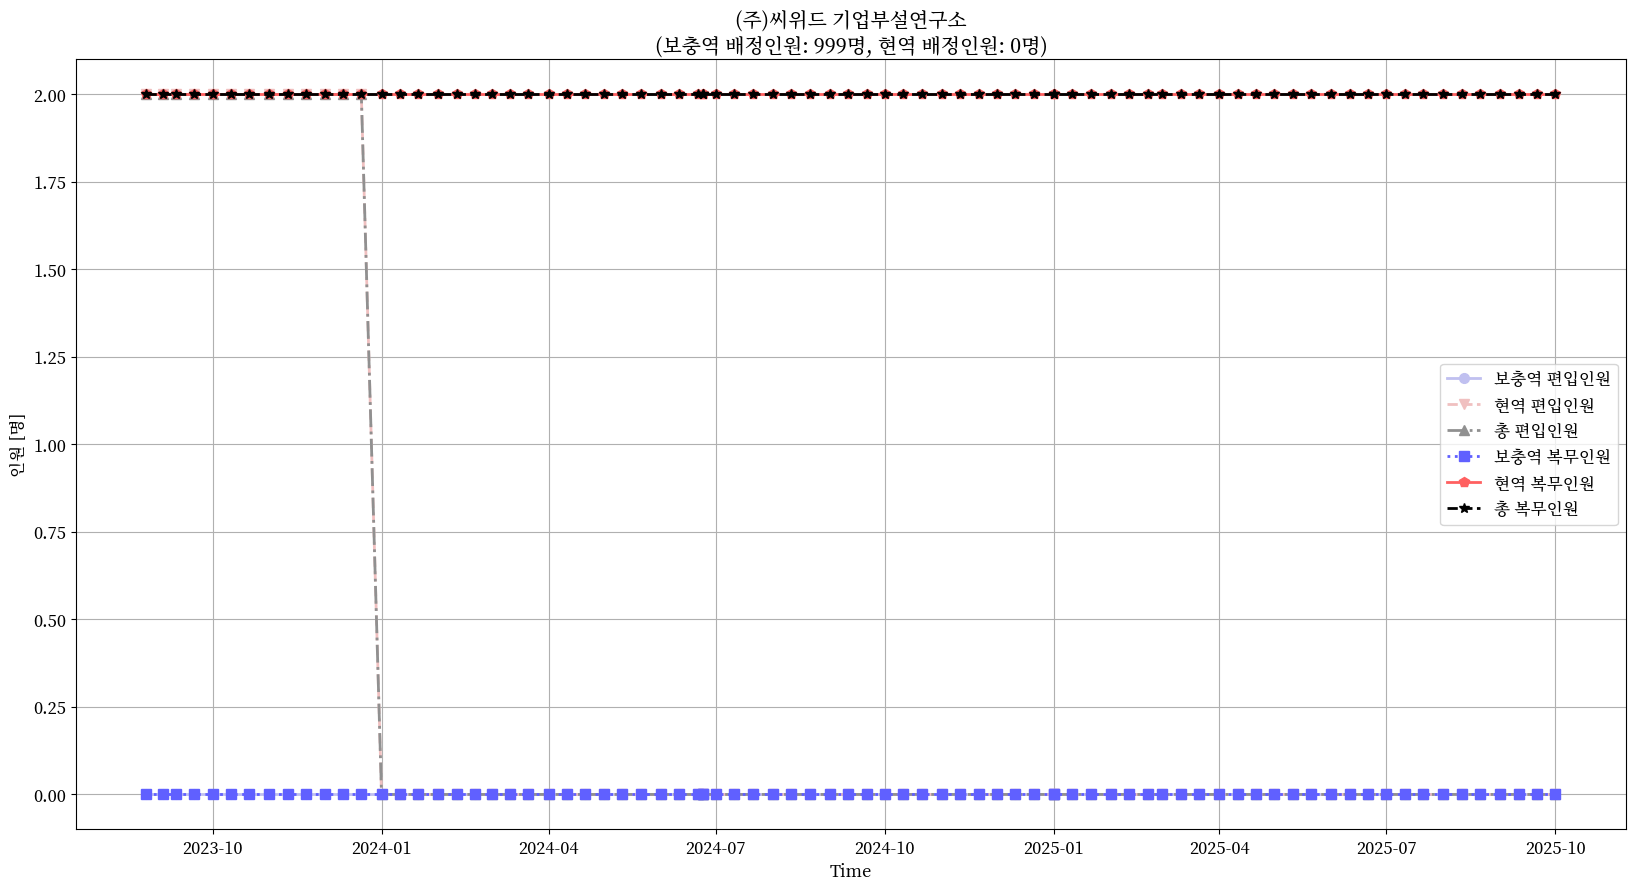 (주)씨위드 기업부설연구소
(보충역 배정인원: 999명, 현역 배정인원: 0명)
인원 [명]
2.00
1.75
1.50
1.25
1.00
0.75
0.50
0.25
0.00
보충역 편입인원
현역 편입인원
총 편입인원
보충역 복무인원
현역 복무인원
총 복무인원
2023-10
2024-01
2024-04
2024-07
2024-10
2025-01
2025-04
2025-07
2025-10
Time